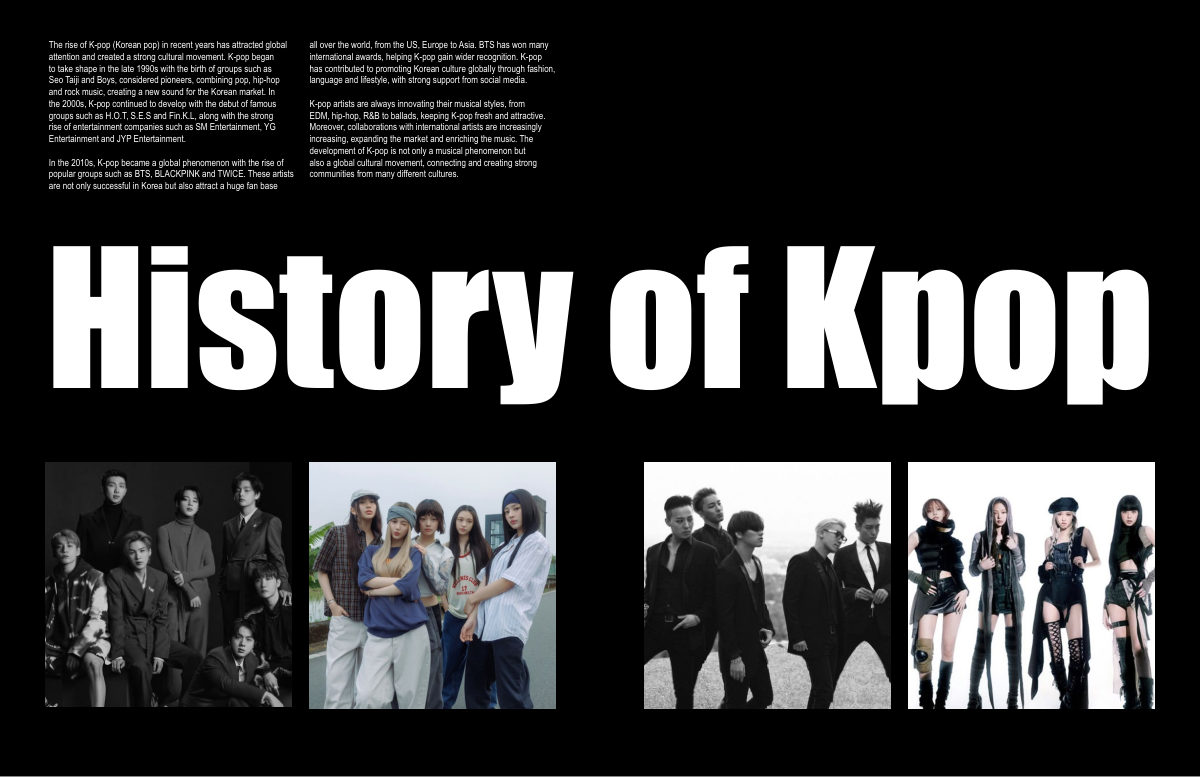 The rise of K-pop (Korean pop) in recent years has attracted global
attention and created a strong cultural movement. K-pop began
to take shape in the late 1990s with the birth of groups such as
Seo Taiji and Boys, considered pioneers, combining pop, hip-hop
and rock music, creating a new sound for the Korean market. In
the 2000s, K-pop continued to develop with the debut of famous
groups such as H.O.T, S.E.S and Fin.K.L, along with the strong
rise of entertainment companies such as SM Entertainment, YG
Entertainment and JYP Entertainment.
In the 2010s, K-pop became a global phenomenon with the rise of
popular groups such as BTS, BLACKPINK and TWICE. These artists
are not only successful in Korea but also attract a huge fan base
all over the world, from the US, Europe to Asia. BTS has won many
international awards, helping K-pop gain wider recognition. K-pop
has contributed to promoting Korean culture globally through fashion,
language and lifestyle, with strong support from social media.
K-pop artists are always innovating their musical styles, from
EDM, hip-hop, R&B to ballads, keeping K-pop fresh and attractive.
Moreover, collaborations with international artists are increasingly
increasing, expanding the market and enriching the music. The
development of K-pop is not only a musical phenomenon but
also a global cultural movement, connecting and creating strong
communities from many different cultures.
History of Kpop